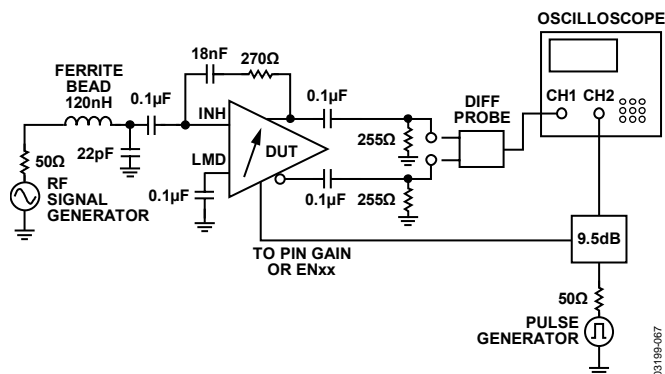 OSCILLOSCOPE
CH1 CH2
18nF
270Ω
FERRITE
BEAD
120nH
0.1µF
INH
0.1µF
DIFF
PROBE
22pF
LMD
DUT
255Ω
50Ω
RF
SIGNAL
GENERATOR
0.1µF
0.1µF
255Ω
TO PIN GAIN
OR ENxx
9.5dB
50Ω
PULSE
GENERATOR
03199-067